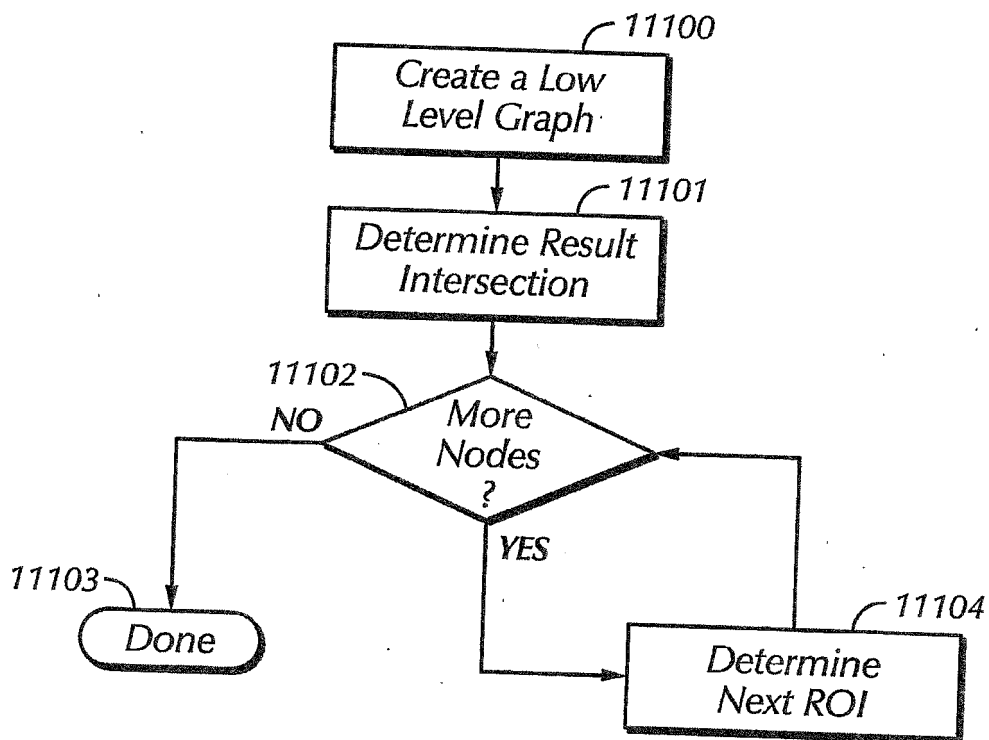 11100
Create a Low
Level Graph
11101
Determine Result
Intersection
11102
NO
More
Nodes
?
YES
11103
Done
11104
Determine
Next ROI